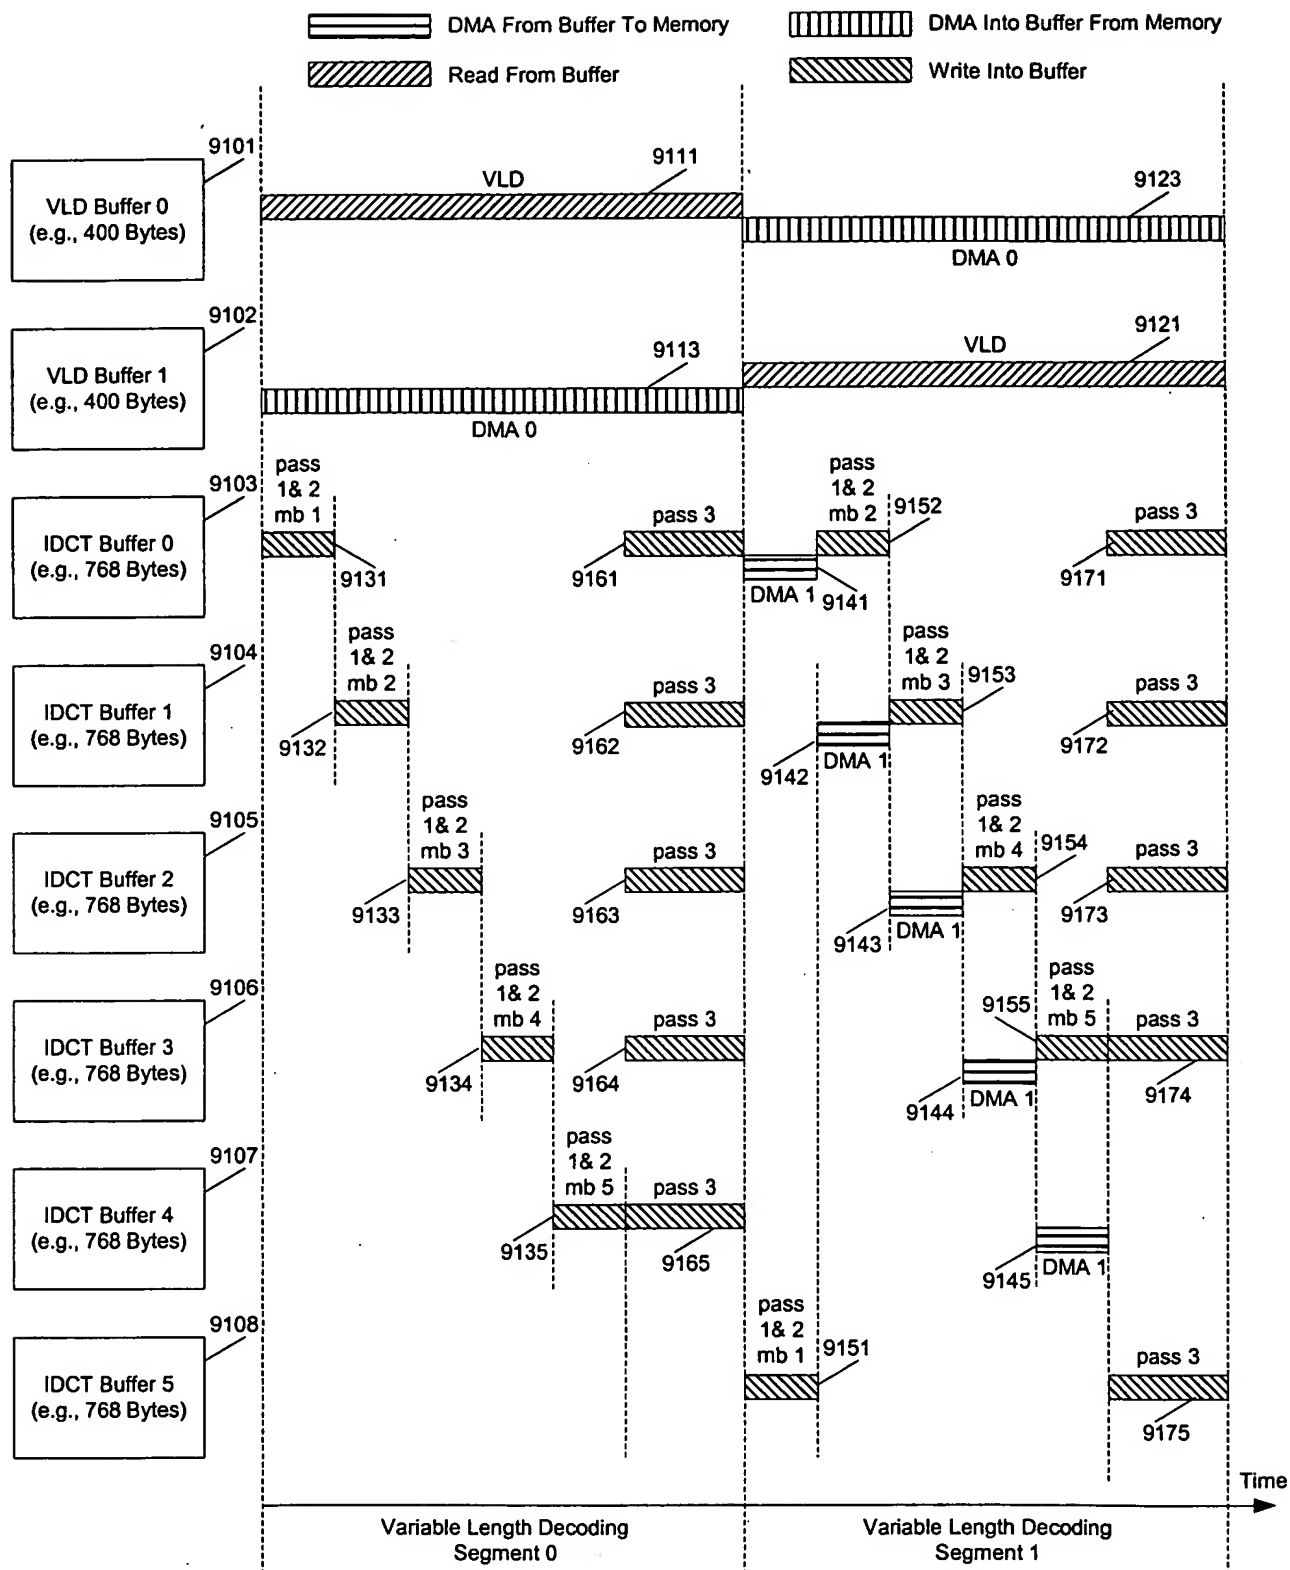 DMA From Buffer To Memory
DMA Into Buffer From Memory
Read From Buffer
Write Into Buffer
9101
VLD Buffer 0
(e.g., 400 Bytes)
VLD
9111
9123
DMA 0
9102
VLD Buffer 1
(e.g., 400 Bytes)
9113
DMA 0
VLD
9121
9103
IDCT Buffer 0
(e.g., 768 Bytes)
pass
1& 2
mb 1
9131
pass 3
9161
DMA 1
9141
pass
1& 2
mb 2
9152
pass 3
9171
9104
IDCT Buffer 1
(e.g., 768 Bytes)
pass
1& 2
mb 2
9132
pass 3
9162
9142
DMA 1
pass
1& 2
mb 3
9153
pass 3
9172
9105
IDCT Buffer 2
(e.g., 768 Bytes)
pass
1& 2
mb 3
9133
pass 3
9163
9143
DMA 1
pass
1& 2
mb 4
9154
pass 3
9173
9106
IDCT Buffer 3
(e.g., 768 Bytes)
pass
1& 2
mb 4
9134
pass 3
9164
9144
DMA 1
9155
pass
1& 2
mb 5
pass 3
9174
9107
IDCT Buffer 4
(e.g., 768 Bytes)
pass
1& 2
mb 5
9135
pass 3
9165
9145
DMA 1
9108
IDCT Buffer 5
(e.g., 768 Bytes)
pass
1& 2
mb 1
9151
pass 3
9175
Time
Variable Length Decoding
Segment 0
Variable Length Decoding
Segment 1